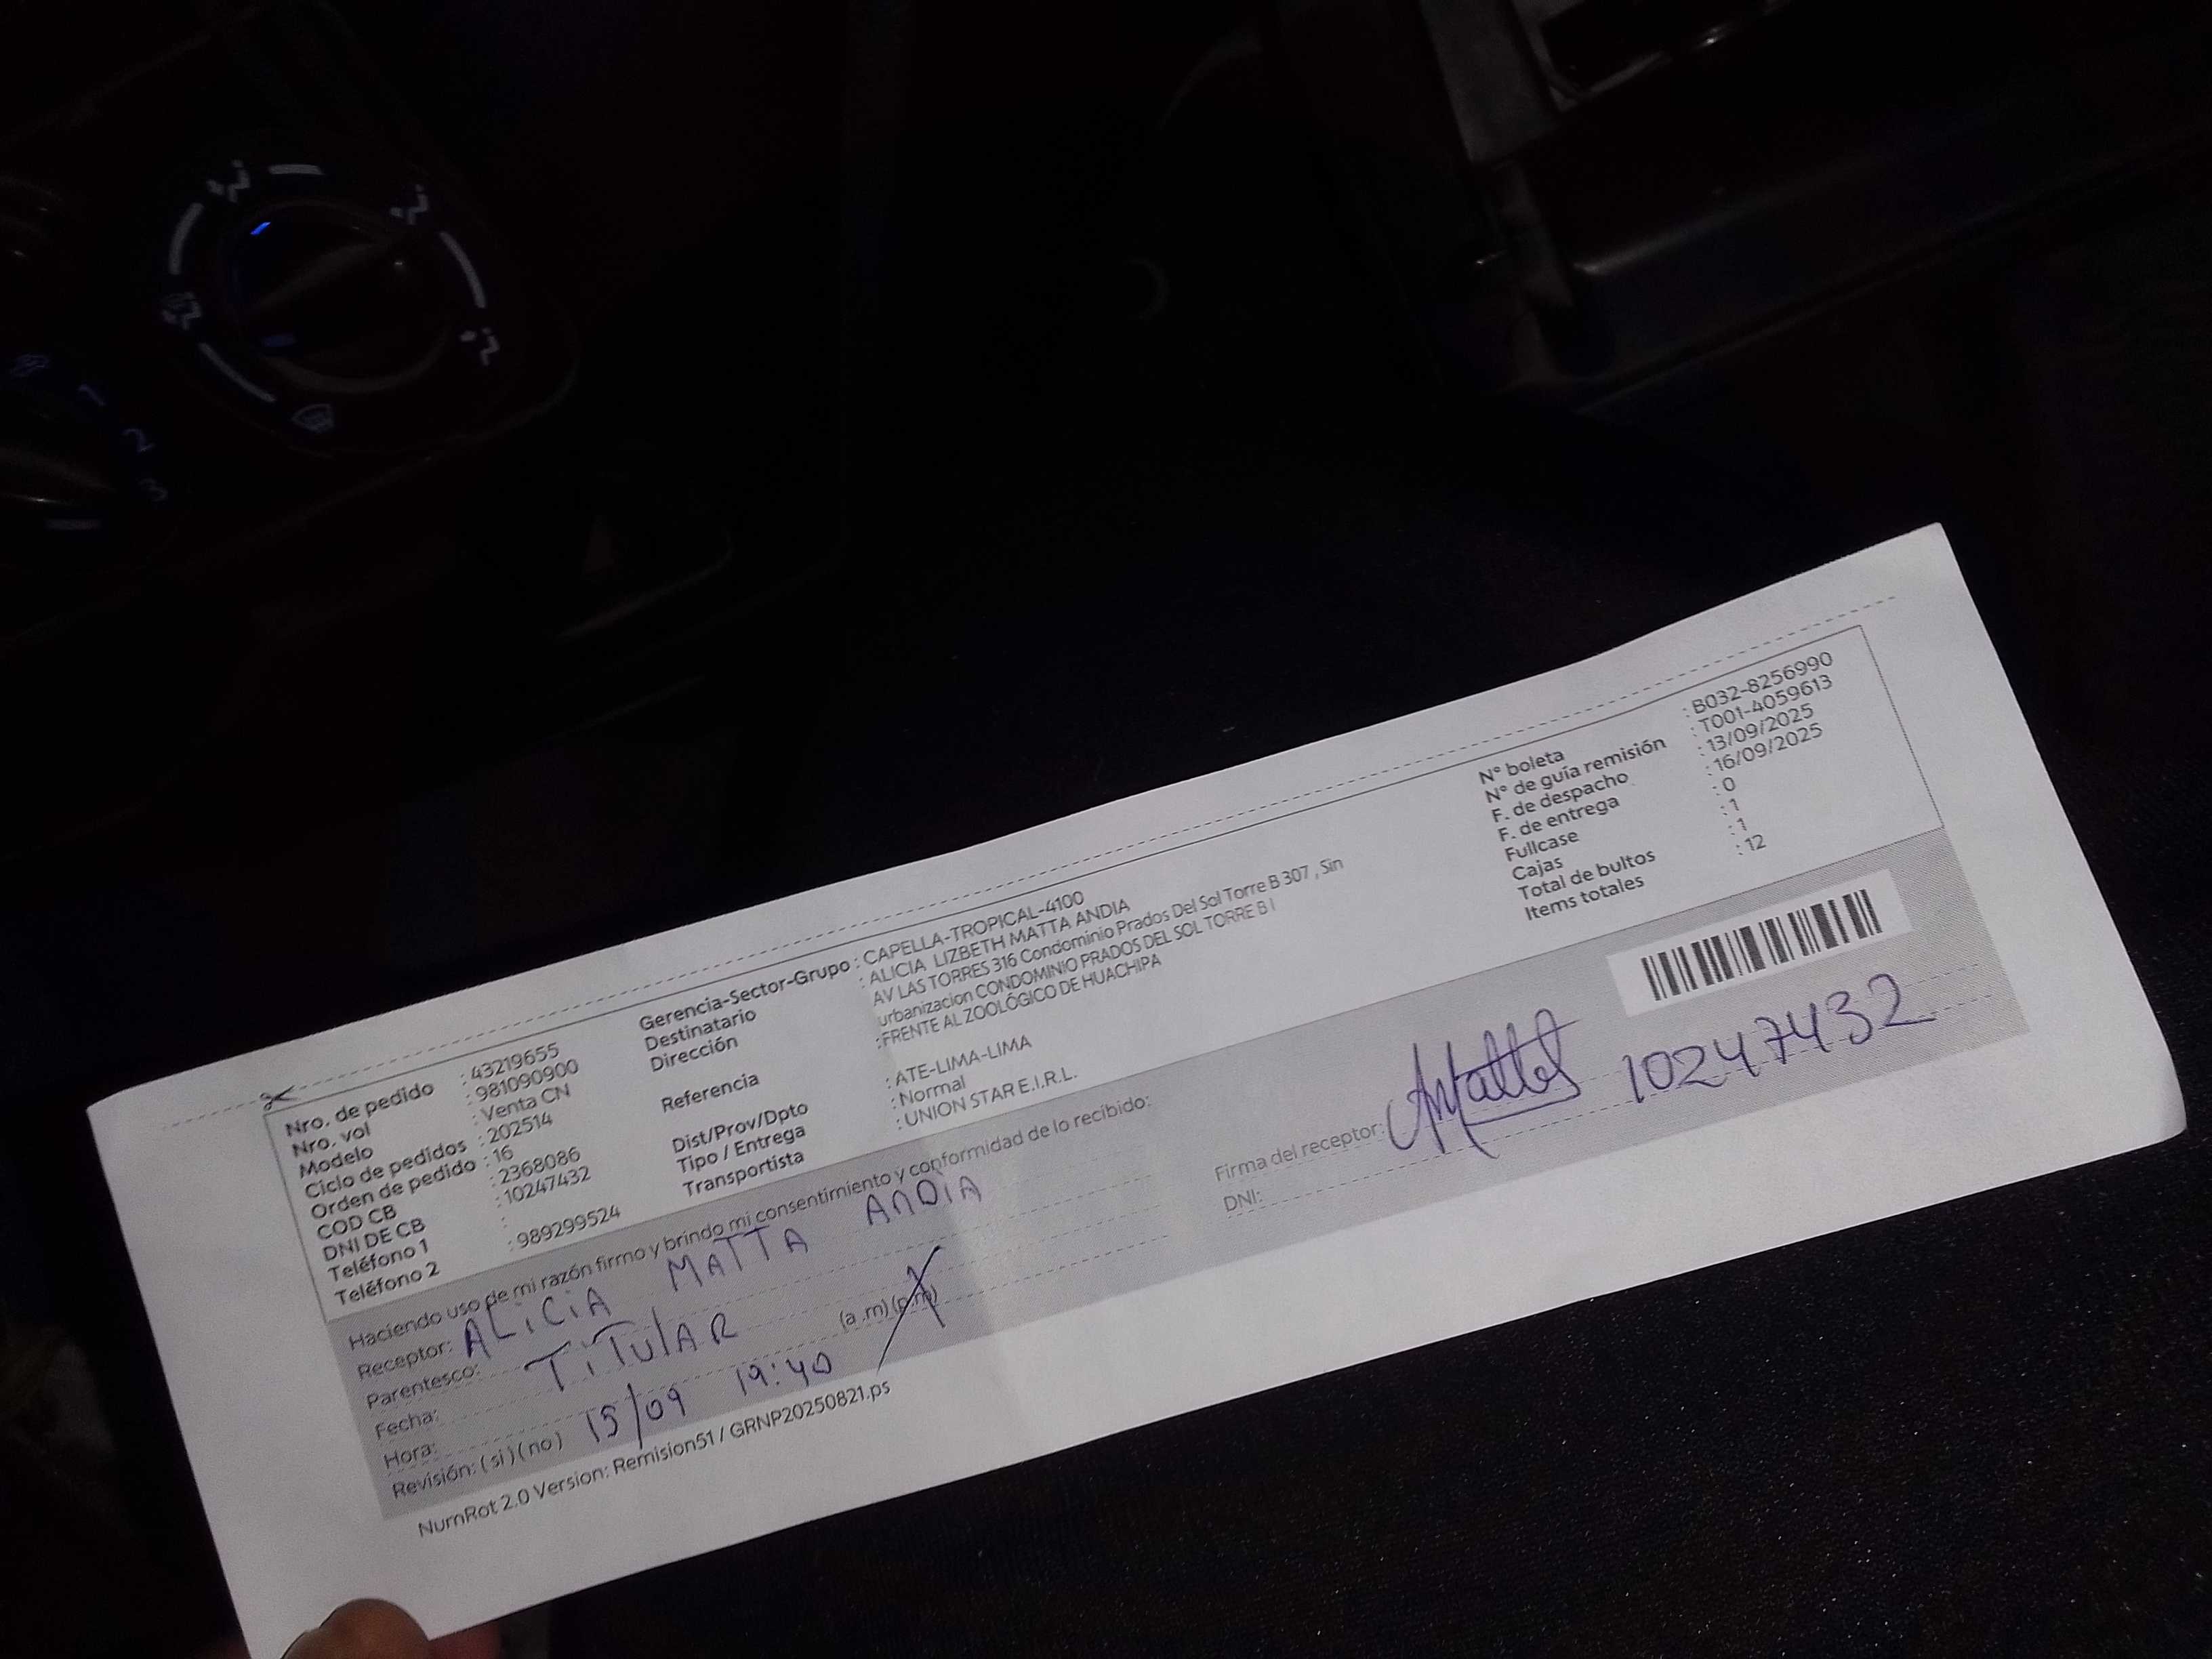 Nro. de pedido : 43219655
Nro. vol : 981090900
Modelo : Venta CN
Ciclo de pedidos : 202514
Orden de pedido : 16
COD CB : 2368086
DNI DE CB : 10247432
Teléfono 1 :
Teléfono 2 : 989299524
Gerencia-Sector-Grupo : CAPELLA-TROPICAL-4100
Destinatario : ALICIA LIZBETH MATTA ANDIA
Dirección : AV LAS TORRES 316 Condominio Prados Del Sol Torre B 307 , Sin
urbanizacion CONDOMINIO PRADOS DEL SOL TORRE B I
Referencia : FRENTE AL ZOOLÓGICO DE HUACHIPA
Dist/Prov/Dpto : ATE-LIMA-LIMA
Tipo / Entrega : Normal
Transportista : UNION STAR E.I.R.L.
N° boleta : B032-8256990
N° de guía remisión : T001-4059613
F. de despacho : 13/09/2025
F. de entrega : 16/09/2025
Fullcase : 0
Cajas : 1
Total de bultos : 1
Items totales : 12
Haciendo uso de mi razón firmo y brindo mi consentimiento y conformidad de lo recibido:
Receptor: ALICIA MATTA ANDIA
Parentesco: TITULAR
Fecha: 15/09
Hora: 19:40 (a .m) (p.m)
Revisión: ( si ) ( no )
Firma del receptor:
DNI: 10247432
NumRot 2.0 Version: Remision51 / GRNP20250821.ps
1
2
3